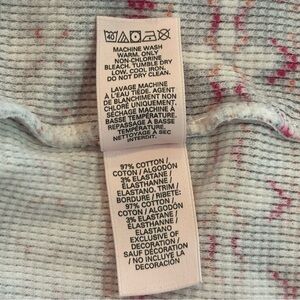 MACHINE WASH
WARM, ONLY
NON-CHLORINE
BLEACH, TUMBLE DRY
LOW, COOL IRON.
DO NOT DRY CLEAN.
LAVAGE MACHINE
À L'EAU TIÈDE, AGENT
DE BLANCHIMENT NON
CHLORÉ UNIQUEMENT.
SÉCHAGE MACHINE À
BASSE TEMPÉRATURE.
REPASSAGE À BASSE
TEMPÉRATURE.
NETTOYAGE À SEC
INTERDIT.
97% COTTON /
COTON / ALGODÓN
3% ELASTANE /
ÉLASTHANNE /
ELASTANO, TRIM /
BORDURE / RIBETE:
97% COTTON /
COTON / ALGODÓN
3% ELASTANE /
ÉLASTHANNE /
ELASTANO
EXCLUSIVE OF
DECORATION /
SAUF DÉCORATION
/ NO INCLUYE LA
DECORACIÓN